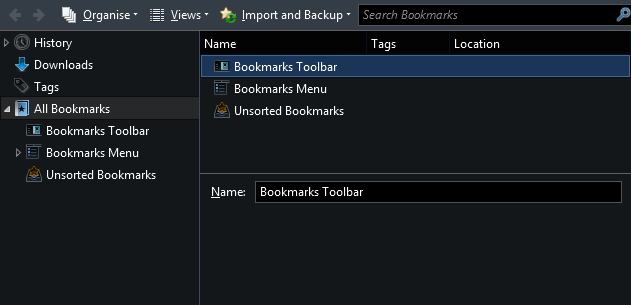 Organise Views Import and Backup Search Bookmarks
History
Downloads
Tags
All Bookmarks
Bookmarks Toolbar
Bookmarks Menu
Unsorted Bookmarks
Name Tags Location
Bookmarks Toolbar
Bookmarks Menu
Unsorted Bookmarks
Name: Bookmarks Toolbar